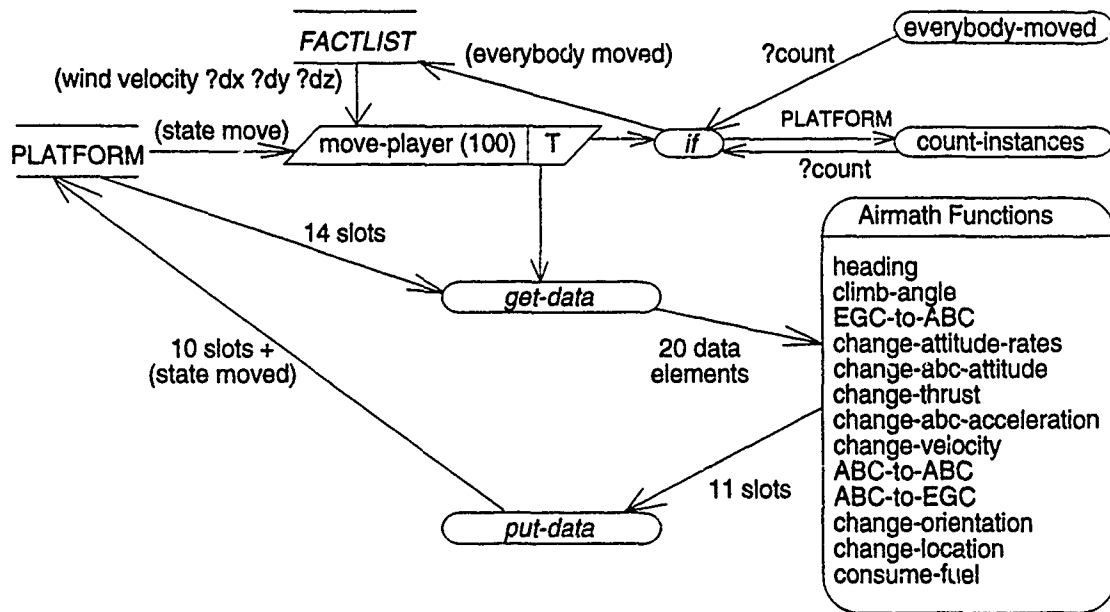 everybody-moved
FACTLIST
(everybody moved)
?count
(wind velocity ?dx ?dy ?dz)
PLATFORM
(state move)
PLATFORM
move-player (100)
T
if
count-instances
?count
Airmath Functions
14 slots
heading
climb-angle
get-data
EGC-to-ABC
10 slots +
(state moved)
20 data
elements
change-attitude-rates
change-abc-attitude
change-thrust
change-abc-acceleration
change-velocity
ABC-to-ABC
11 slots
ABC-to-EGC
put-data
change-orientation
change-location
consume-fuel